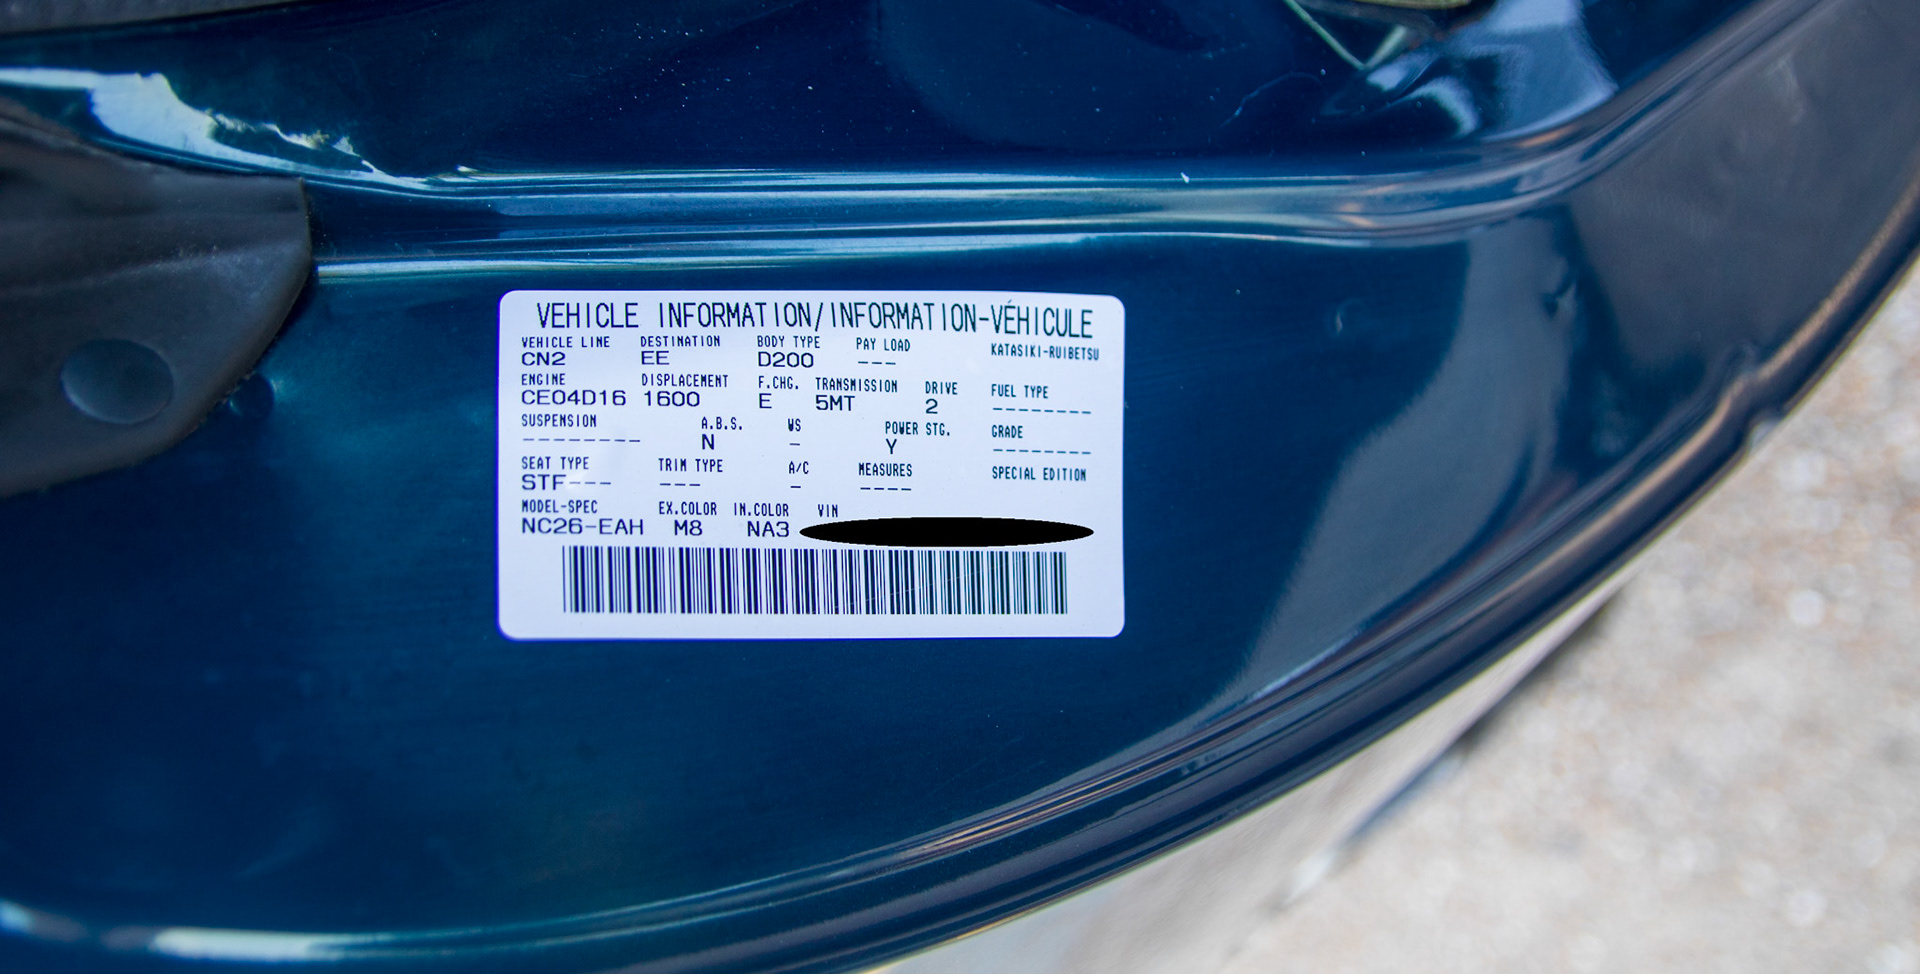 VEHICLE INFORMATION/INFORMATION-VÉHICULE
VEHICLE LINE DESTINATION BODY TYPE PAY LOAD KATASIKI-RUIBETSU
CN2 EE D200 ---
ENGINE DISPLACEMENT F.CHG. TRANSMISSION DRIVE FUEL TYPE
CE04D16 1600 E 5MT 2 ---------
SUSPENSION A.B.S. WS POWER STG. GRADE
--------- N - Y ---------
SEAT TYPE TRIM TYPE A/C MEASURES SPECIAL EDITION
STF--- --- - ----
MODEL-SPEC EX.COLOR IN.COLOR VIN
NC26-EAH M8 NA3